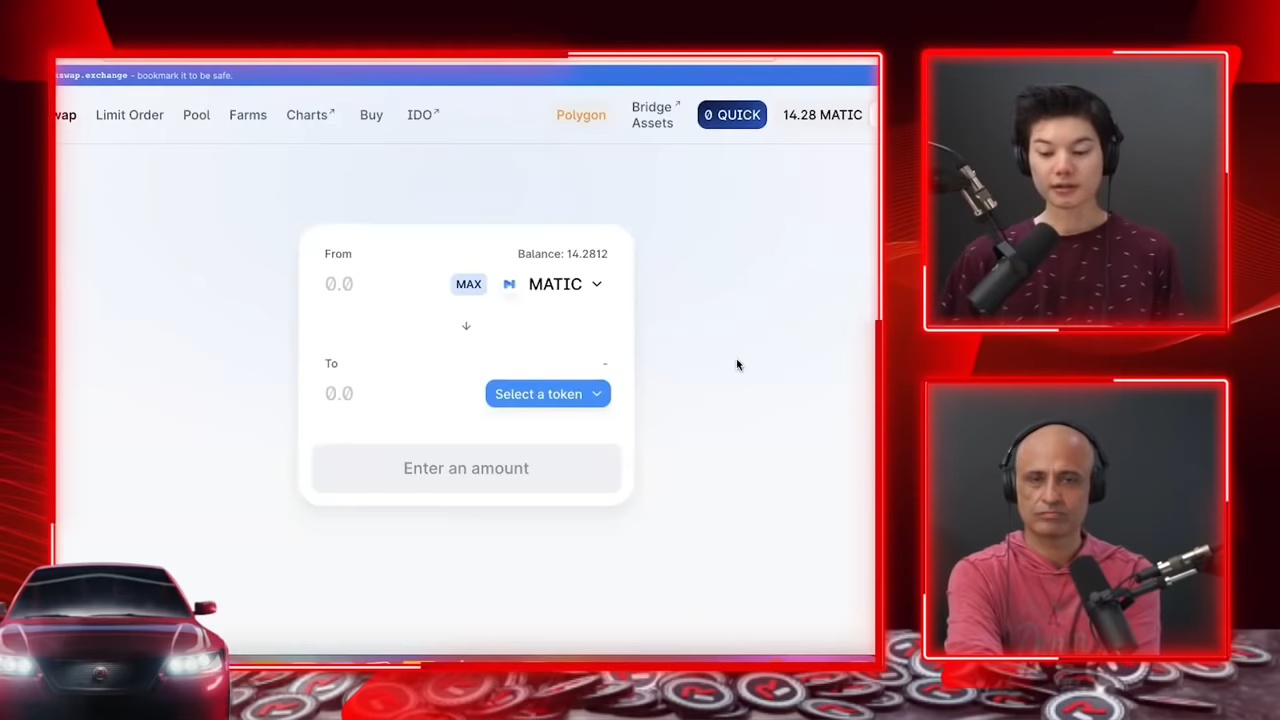 swap.exchange - bookmark it to be safe.
wap Limit Order Pool Farms Charts↗ Buy IDO↗ Polygon Bridge↗ Assets 0 QUICK 14.28 MATIC
From Balance: 14.2812
0.0 MAX MATIC
To -
0.0 Select a token
Enter an amount